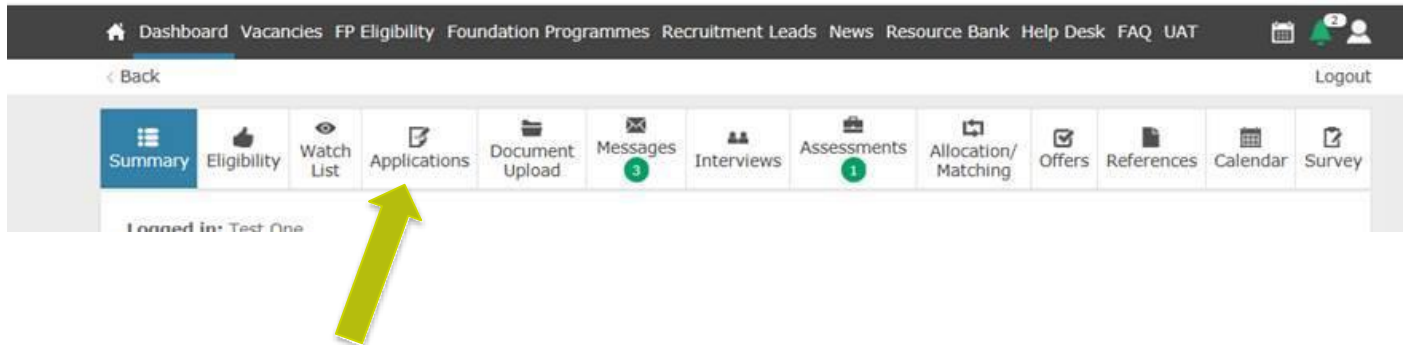 Dashboard Vacancies FP Eligibility Foundation Programmes Recruitment Leads News Resource Bank Help Desk FAQ UAT 2
< Back Logout
Summary
Eligibility
Watch
List
Applications
Document
Upload
Messages
3
Interviews
Assessments
1
Allocation/
Matching
Offers
References
Calendar
Survey
Logged in: Test One